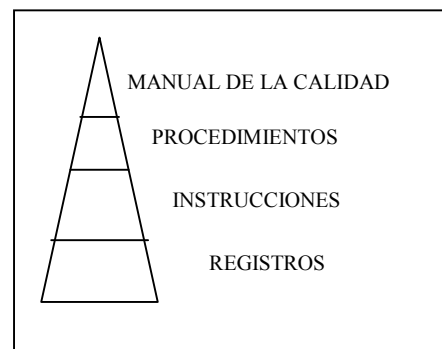 MANUAL DE LA CALIDAD
PROCEDIMIENTOS
INSTRUCCIONES
REGISTROS